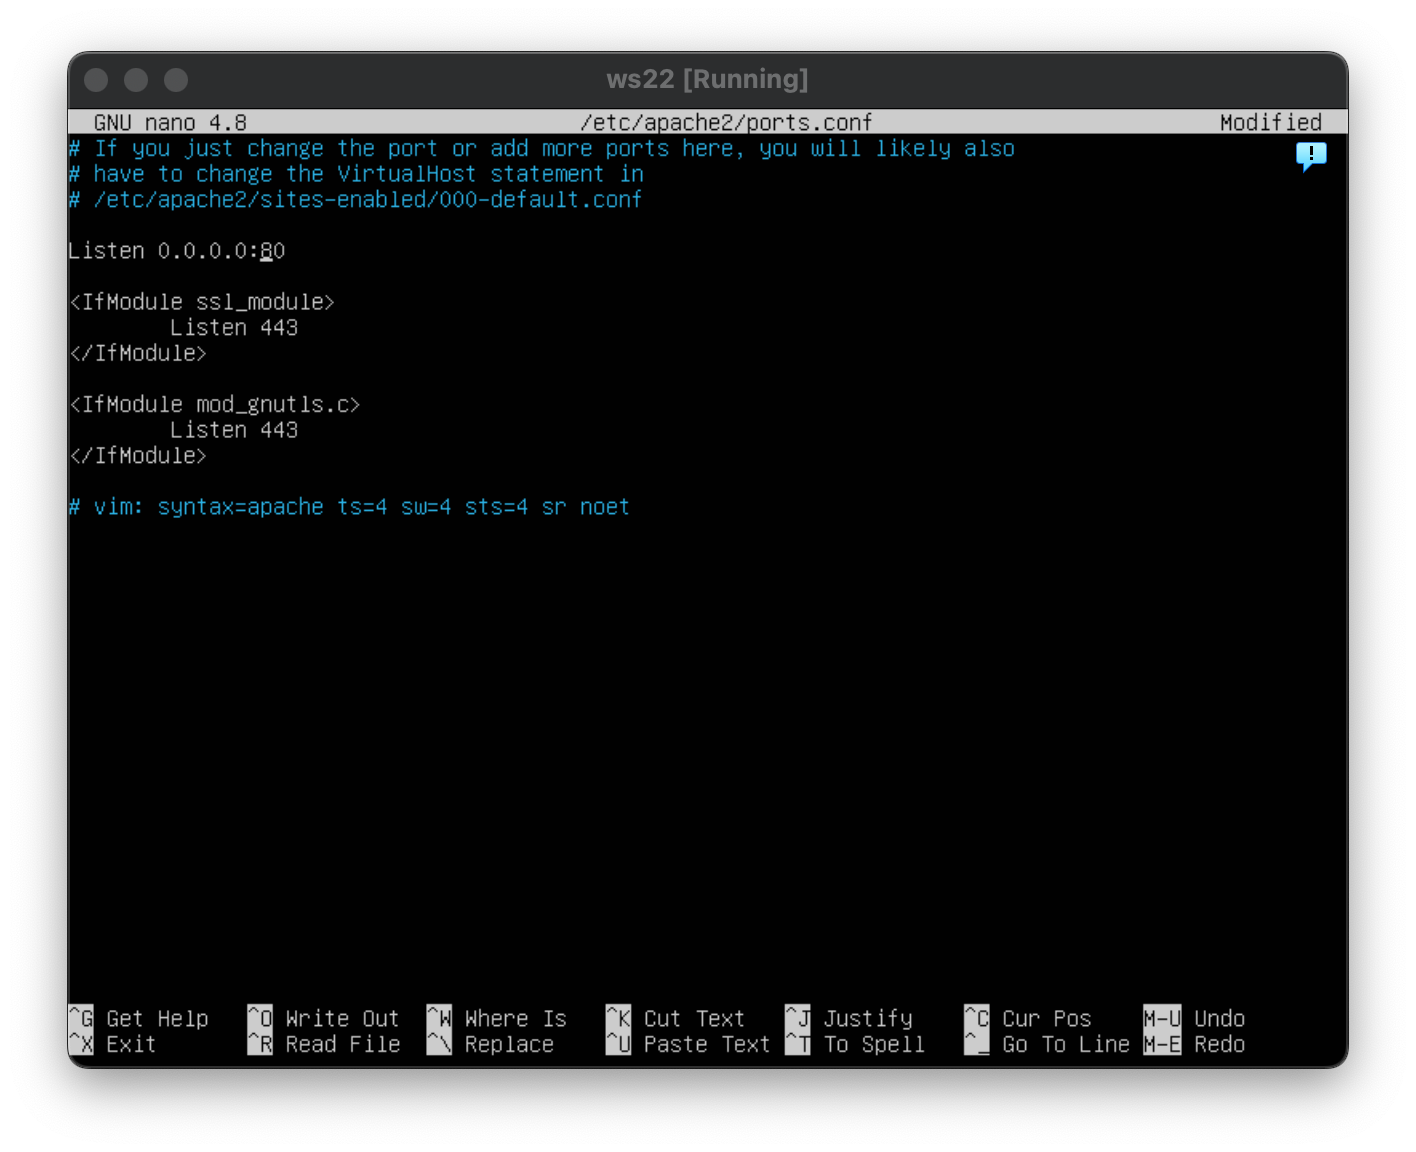 ws22 [Running]
GNU nano 4.8 /etc/apache2/ports.conf Modified
# If you just change the port or add more ports here, you will likely also
# have to change the VirtualHost statement in
# /etc/apache2/sites-enabled/000-default.conf
Listen 0.0.0.0:80
<IfModule ssl_module>
Listen 443
</IfModule>
<IfModule mod_gnutls.c>
Listen 443
</IfModule>
# vim: syntax=apache ts=4 sw=4 sts=4 sr noet
^G Get Help ^O Write Out ^W Where Is ^K Cut Text ^J Justify ^C Cur Pos M-U Undo
^X Exit ^R Read File ^\ Replace ^U Paste Text ^T To Spell ^_ Go To Line M-E Redo